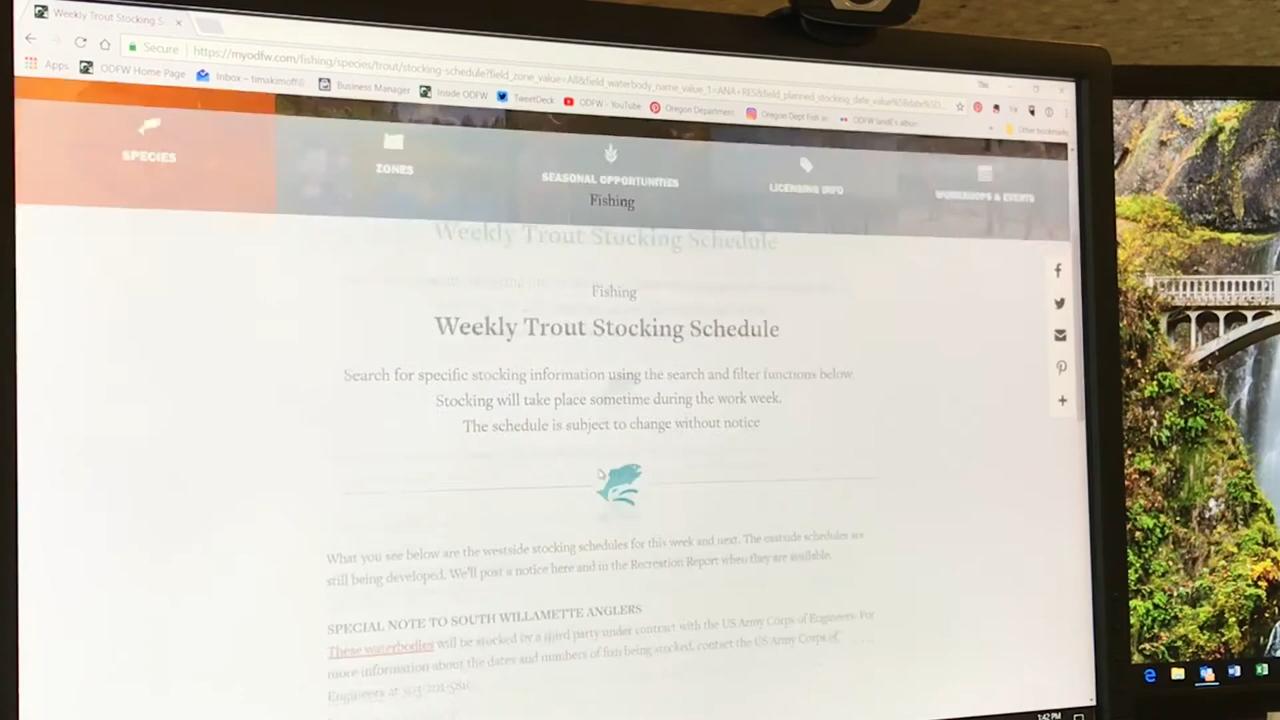 Weekly Trout Stocking S
Secure | https://myodfw.com/fishing/species/trout/stocking-schedule?field_zone_value=All&field_waterbody_name_value_1=ANA+RES&field_planned_stocking_date_value%5Bdate%5D...
Apps ODFW Home Page Inbox – timakimoff@ Business Manager Inside ODFW TweetDeck ODFW - YouTube Oregon Department Oregon Dept Fish an ODFW landE's album
Other bookmarks
SPECIES
ZONES
SEASONAL OPPORTUNITIES
LICENSING INFO
WORKSHOPS & EVENTS
Fishing
Weekly Trout Stocking Schedule
Fishing
Weekly Trout Stocking Schedule
Search for specific stocking information using the search and filter functions below.
Stocking will take place sometime during the work week.
The schedule is subject to change without notice
What you see below are the westside stocking schedules for this week and next. The eastside schedules are
still being developed. We'll post a notice here and in the Recreation Report when they are available.
SPECIAL NOTE TO SOUTH WILLAMETTE ANGLERS
These waterbodies will be stocked by a third party under contract with the US Army Corps of Engineers. For
more information about the dates and numbers of fish being stocked, contact the US Army Corps of
Engineers at
1:42 PM